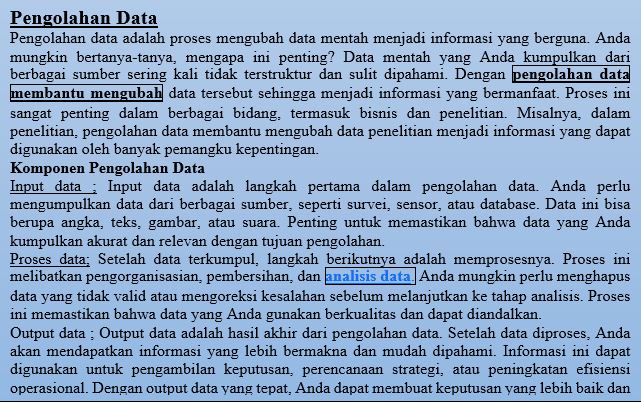 Pengolahan Data
Pengolahan data adalah proses mengubah data mentah menjadi informasi yang berguna. Anda
mungkin bertanya-tanya, mengapa ini penting? Data mentah yang Anda kumpulkan dari
berbagai sumber sering kali tidak terstruktur dan sulit dipahami. Dengan pengolahan data
membantu mengubah data tersebut sehingga menjadi informasi yang bermanfaat. Proses ini
sangat penting dalam berbagai bidang, termasuk bisnis dan penelitian. Misalnya, dalam
penelitian, pengolahan data membantu mengubah data penelitian menjadi informasi yang dapat
digunakan oleh banyak pemangku kepentingan.
Komponen Pengolahan Data
Input data ; Input data adalah langkah pertama dalam pengolahan data. Anda perlu
mengumpulkan data dari berbagai sumber, seperti survei, sensor, atau database. Data ini bisa
berupa angka, teks, gambar, atau suara. Penting untuk memastikan bahwa data yang Anda
kumpulkan akurat dan relevan dengan tujuan pengolahan.
Proses data; Setelah data terkumpul, langkah berikutnya adalah memprosesnya. Proses ini
melibatkan pengorganisasian, pembersihan, dan analisis data. Anda mungkin perlu menghapus
data yang tidak valid atau mengoreksi kesalahan sebelum melanjutkan ke tahap analisis. Proses
ini memastikan bahwa data yang Anda gunakan berkualitas dan dapat diandalkan.
Output data ; Output data adalah hasil akhir dari pengolahan data. Setelah data diproses, Anda
akan mendapatkan informasi yang lebih bermakna dan mudah dipahami. Informasi ini dapat
digunakan untuk pengambilan keputusan, perencanaan strategi, atau peningkatan efisiensi
operasional. Dengan output data yang tepat, Anda dapat membuat keputusan yang lebih baik dan